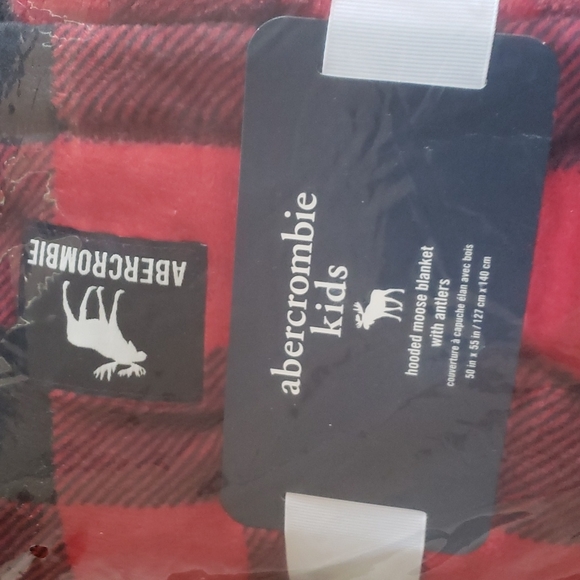 abercrombie
kids
hooded moose blanket
with antlers
couverture à capuche élan avec bois
50 in x 55 in / 127 cm x 140 cm
ABERCROMBIE